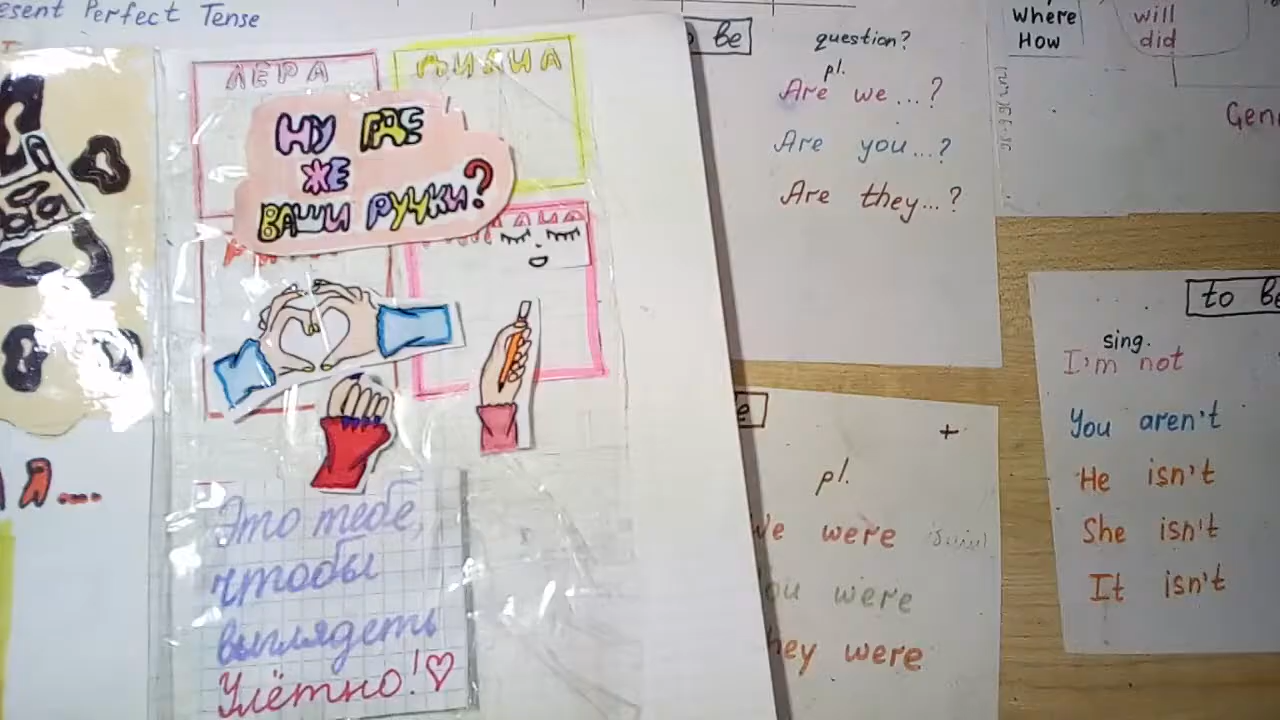 Present Perfect Tense
ЛЕРА
НУ ГДЕ
ЖЕ
ВАШИ РУЧКИ?
Я...
Это тебе,
чтобы
выглядеть
Улётно!♡
be
question?
pl.
Are we...?
Are you...?
Are they...?
+
pl.
We were
You were
They were
Where
How
will
did
to be
sing.
I'm not
You aren't
He isn't
She isn't
It isn't